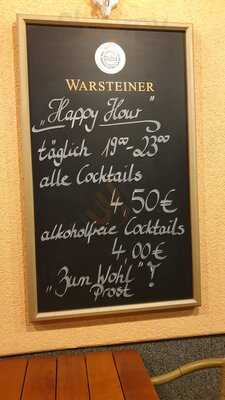 WARSTEINER
„Happy Hour"
täglich 19⁰⁰-23⁰⁰
alle Cocktails
4,50€
alkoholfreie Cocktails
4,00€
„Zum Wohl"
Prost